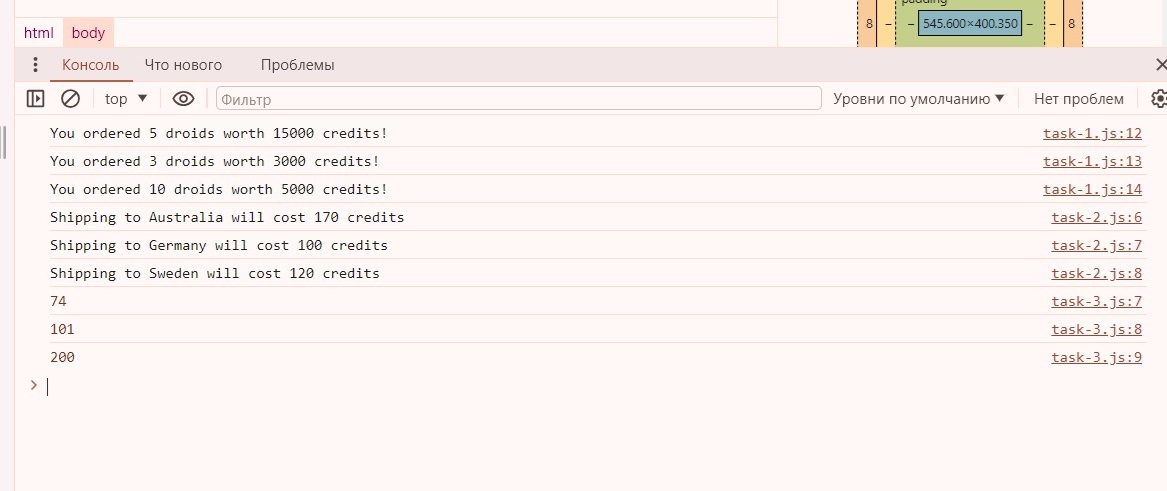 padding
8 – – 545.600×400.350 – – 8
html body
Консоль Что нового Проблемы
top ▼ Фильтр Уровни по умолчанию ▼ Нет проблем
You ordered 5 droids worth 15000 credits! task-1.js:12
You ordered 3 droids worth 3000 credits! task-1.js:13
You ordered 10 droids worth 5000 credits! task-1.js:14
Shipping to Australia will cost 170 credits task-2.js:6
Shipping to Germany will cost 100 credits task-2.js:7
Shipping to Sweden will cost 120 credits task-2.js:8
74 task-3.js:7
101 task-3.js:8
200 task-3.js:9
>